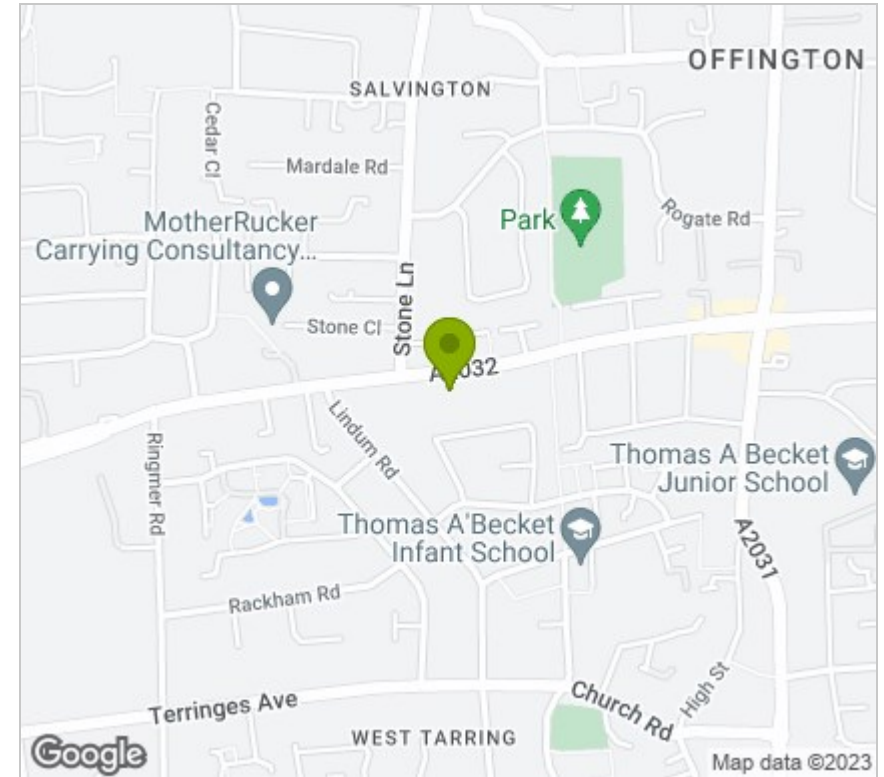 OFFINGTON
SALVINGTON
Cedar Cl
Mardale Rd
MotherRucker
Carrying Consultancy...
Park
Rogate Rd
Stone Ln
Stone Cl
A2032
Lindum Rd
Ringmer Rd
Thomas A Becket
Junior School
Thomas A'Becket
Infant School
A2031
Rackham Rd
Terringes Ave
Church Rd
High St
WEST TARRING
Google
Map data ©2023